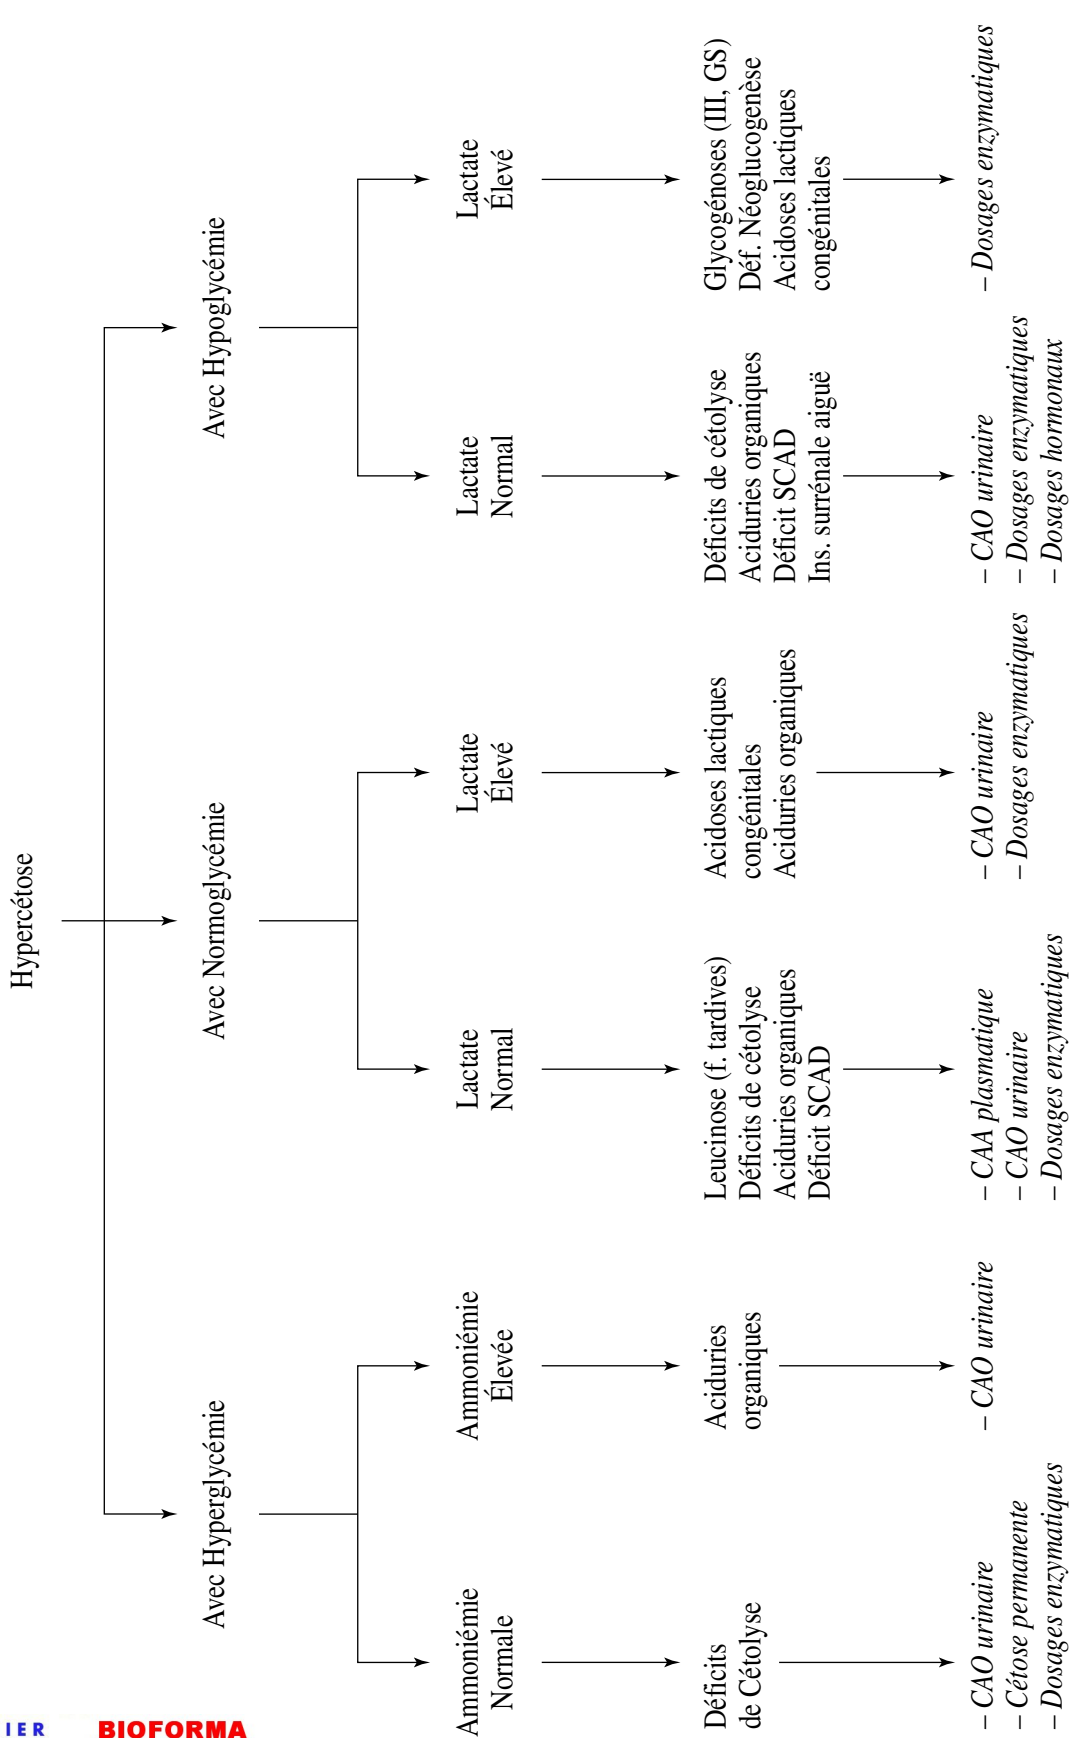 Hypercétose
Avec Hyperglycémie
Avec Normoglycémie
Avec Hypoglycémie
Ammoniémie
Normale
Ammoniémie
Élevée
Lactate
Normal
Lactate
Élevé
Lactate
Normal
Lactate
Élevé
Déficits
de Cétolyse
Aciduries
organiques
Leucinose (f. tardives)
Déficits de cétolyse
Aciduries organiques
Déficit SCAD
Acidoses lactiques
congénitales
Aciduries organiques
Déficits de cétolyse
Aciduries organiques
Déficit SCAD
Ins. surrénale aiguë
Glycogénoses (III, GS)
Déf. Néoglucogenèse
Acidoses lactiques
congénitales
– CAO urinaire
– Cétose permanente
– Dosages enzymatiques
– CAO urinaire
– CAA plasmatique
– CAO urinaire
– Dosages enzymatiques
– CAO urinaire
– Dosages enzymatiques
– CAO urinaire
– Dosages enzymatiques
– Dosages hormonaux
– Dosages enzymatiques
IER BIOFORMA